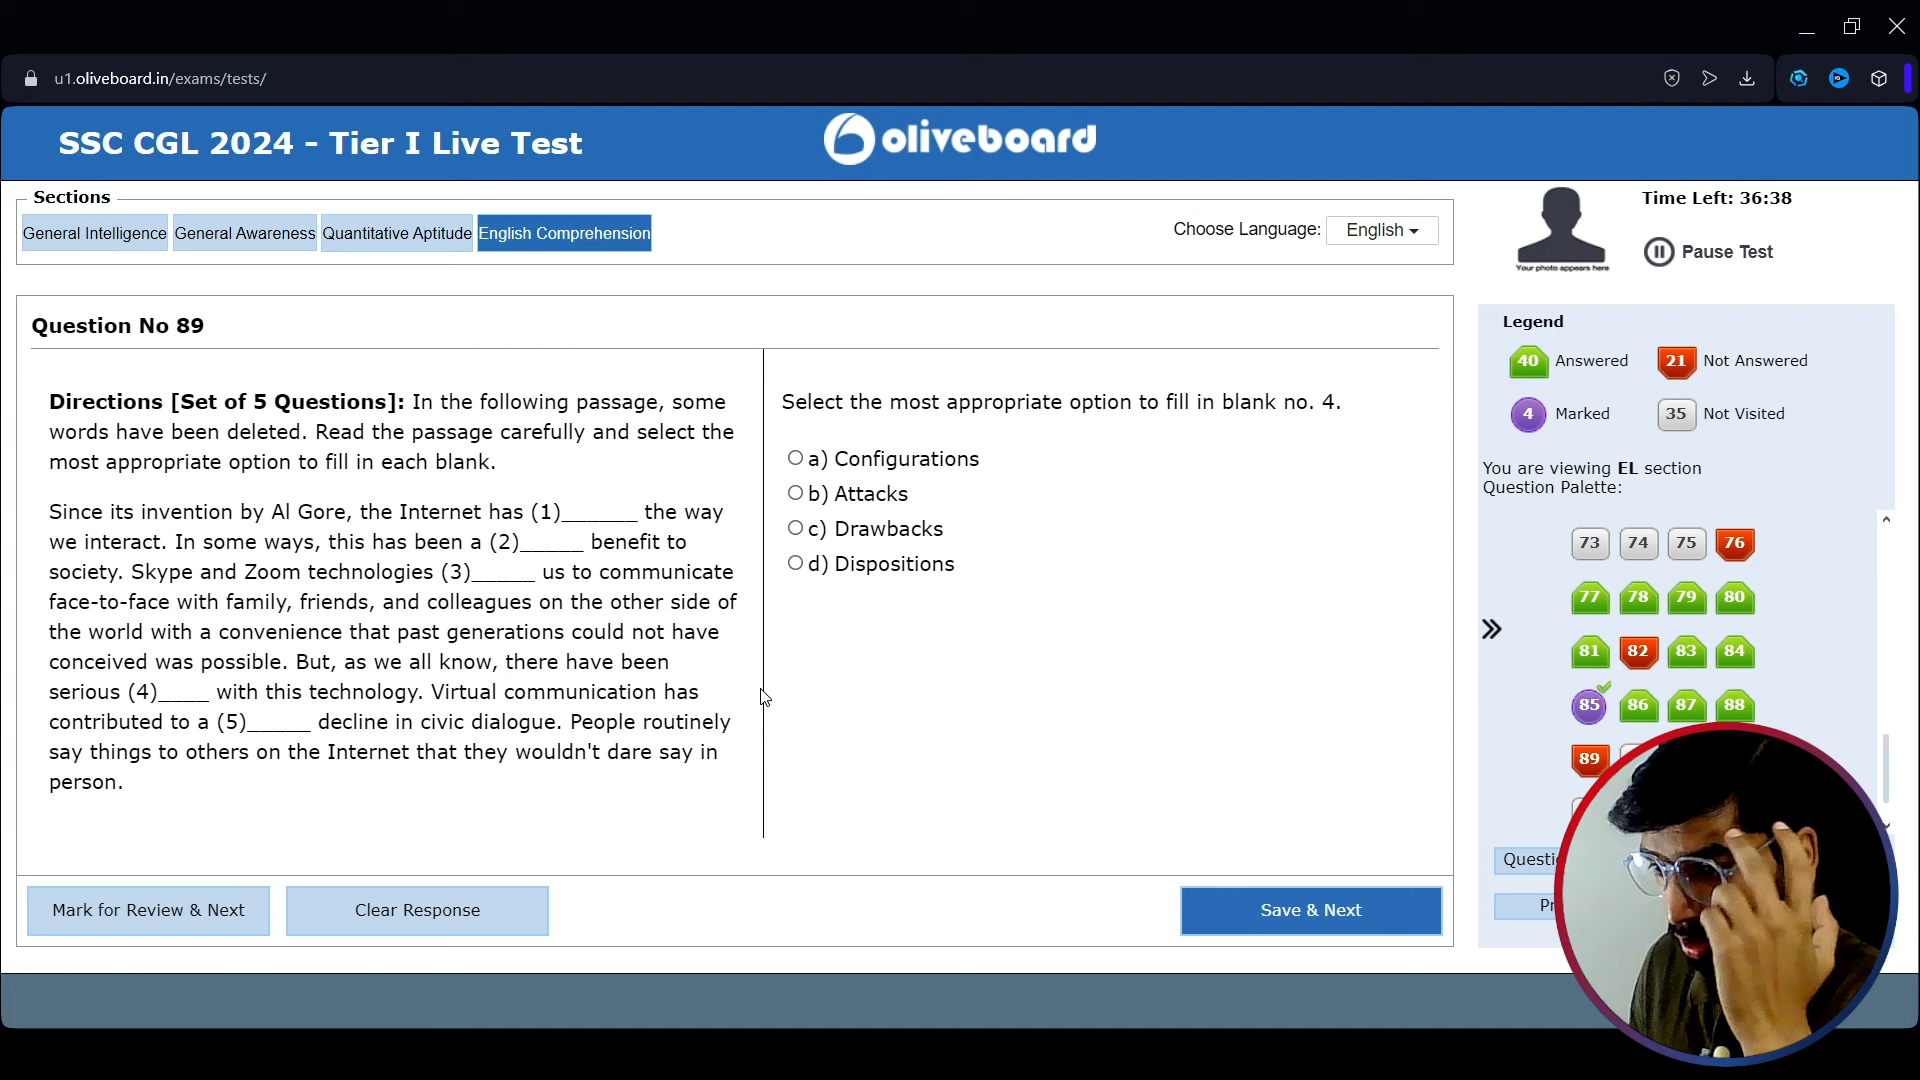 u1.oliveboard.in/exams/tests/
SSC CGL 2024 - Tier I Live Test
oliveboard
Sections
General Intelligence
General Awareness
Quantitative Aptitude
English Comprehension
Choose Language:
English
Your photo appears here
Time Left: 36:38
Pause Test
Question No 89
Directions [Set of 5 Questions]: In the following passage, some
words have been deleted. Read the passage carefully and select the
most appropriate option to fill in each blank.
Since its invention by Al Gore, the Internet has (1)______ the way
we interact. In some ways, this has been a (2)_____ benefit to
society. Skype and Zoom technologies (3)_____ us to communicate
face-to-face with family, friends, and colleagues on the other side of
the world with a convenience that past generations could not have
conceived was possible. But, as we all know, there have been
serious (4)____ with this technology. Virtual communication has
contributed to a (5)_____ decline in civic dialogue. People routinely
say things to others on the Internet that they wouldn't dare say in
person.
Select the most appropriate option to fill in blank no. 4.
a) Configurations
b) Attacks
c) Drawbacks
d) Dispositions
Mark for Review & Next
Clear Response
Save & Next
Legend
40 Answered
21 Not Answered
4 Marked
35 Not Visited
You are viewing EL section
Question Palette:
73 74 75 76
77 78 79 80
81 82 83 84
85 86 87 88
89